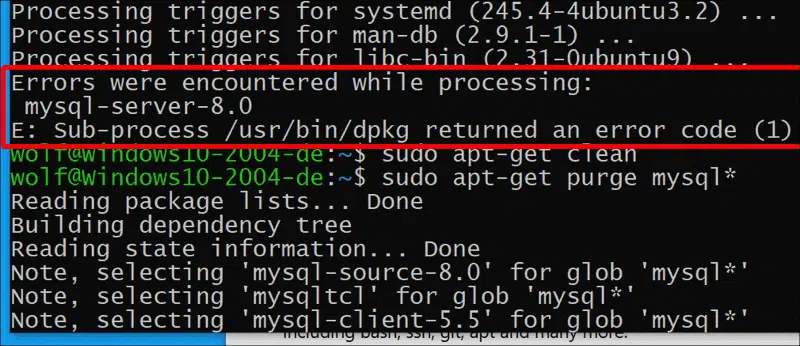 Processing triggers for systemd (245.4-4ubuntu3.2) ...
Processing triggers for man-db (2.9.1-1) ...
Processing triggers for libc-bin (2.31-0ubuntu9) ...
Errors were encountered while processing:
 mysql-server-8.0
E: Sub-process /usr/bin/dpkg returned an error code (1)
wolf@Windows10-2004-de:~$ sudo apt-get clean
wolf@Windows10-2004-de:~$ sudo apt-get purge mysql*
Reading package lists... Done
Building dependency tree
Reading state information... Done
Note, selecting 'mysql-source-8.0' for glob 'mysql*'
Note, selecting 'mysqltcl' for glob 'mysql*'
Note, selecting 'mysql-client-5.5' for glob 'mysql*'
including bash, ssh, git, apt and many more.